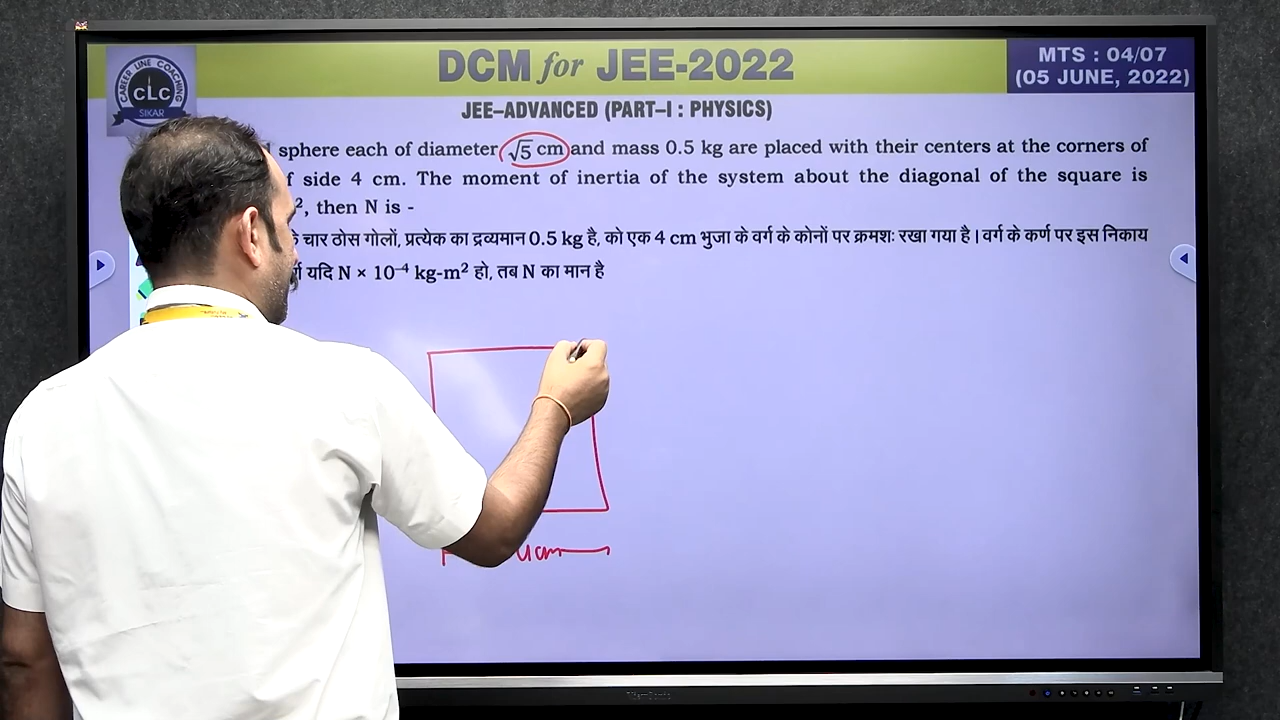 DCM for JEE-2022
MTS : 04/07
(05 JUNE, 2022)
CAREER LINE COACHING
CLC
SIKAR
JEE–ADVANCED (PART–I : PHYSICS)
sphere each of diameter √5 cm and mass 0.5 kg are placed with their centers at the corners of
side 4 cm. The moment of inertia of the system about the diagonal of the square is
², then N is -
चार ठोस गोलों, प्रत्येक का द्रव्यमान 0.5 kg है, को एक 4 cm भुजा के वर्ग के कोनों पर क्रमशः रखा गया है। वर्ग के कर्ण पर इस निकाय
यदि N × 10⁻⁴ kg-m² हो, तब N का मान है
4cm